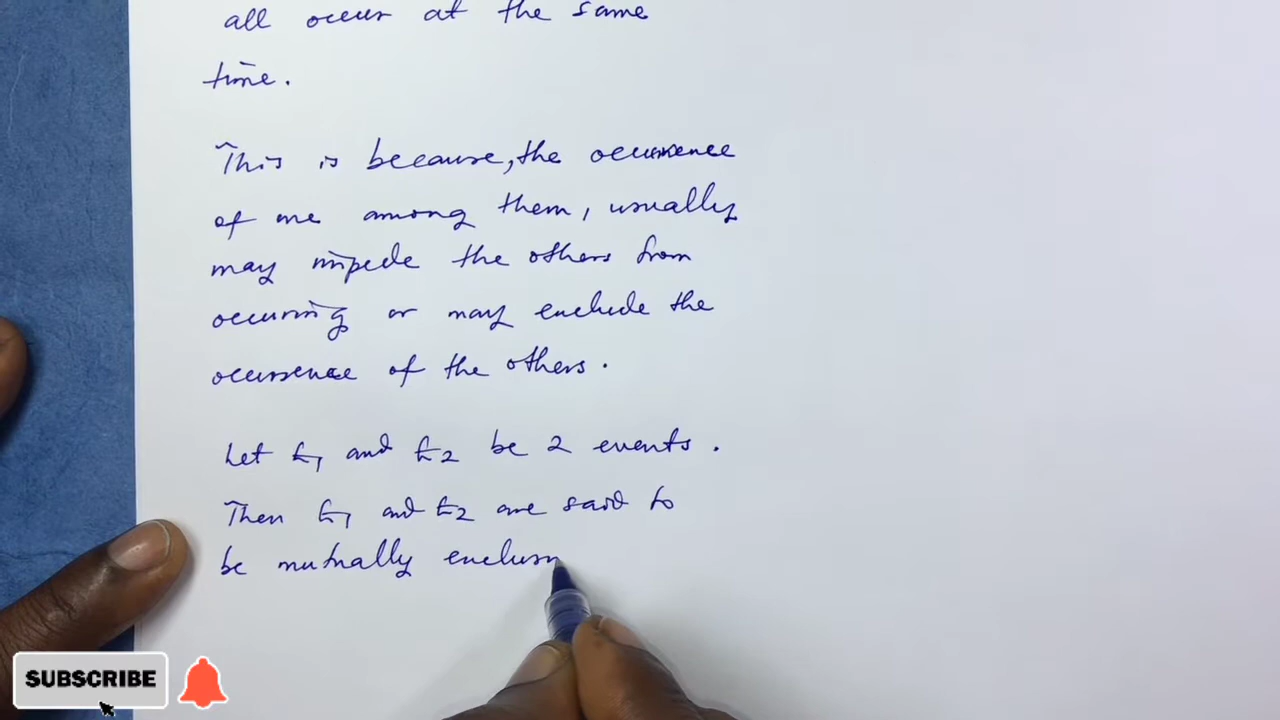 all occur at the same
time.
This is because, the occurrence
of one among them, usually
may impede the others from
occuring or may exclude the
occurrence of the others.
Let E1 and E2 be 2 events.
Then E1 and E2 are said to
be mutually exclusiv
SUBSCRIBE